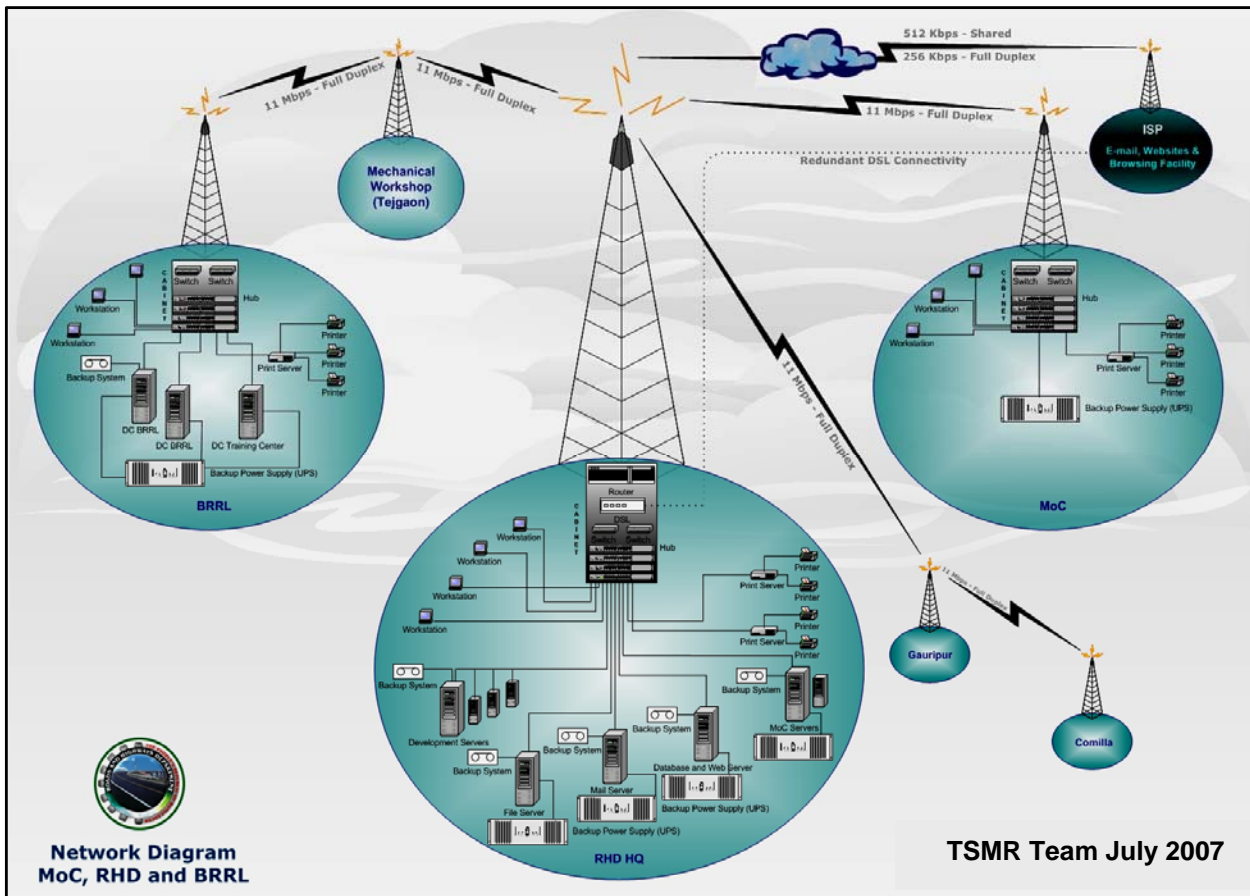 512 Kbps - Shared
256 Kbps - Full Duplex
11 Mbps - Full Duplex
11 Mbps - Full Duplex
11 Mbps - Full Duplex
ISP
E-mail, Websites &
Browsing Facility
Redundant DSL Connectivity
Mechanical
Workshop
(Tejgaon)
CABINET
Switch
Switch
Hub
Workstation
Workstation
Printer
Printer
Printer
Print Server
Backup System
DC BRRL
DC BRRL
DC Training Center
Backup Power Supply (UPS)
BRRL
CABINET
Switch
Switch
Hub
Workstation
Workstation
Printer
Printer
Printer
Print Server
Backup Power Supply (UPS)
MoC
11 Mbps - Full Duplex
CABINET
Router
DSL
Switch
Switch
Hub
Workstation
Workstation
Workstation
Workstation
Printer
Printer
Print Server
Printer
Printer
Print Server
Backup System
Development Servers
Backup System
File Server
Backup System
Mail Server
Backup Power Supply (UPS)
Backup System
Database and Web Server
Backup Power Supply (UPS)
Backup System
MoC Servers
RHD HQ
11 Mbps - Full Duplex
Gauripur
Comilla
Network Diagram
MoC, RHD and BRRL
TSMR Team July 2007